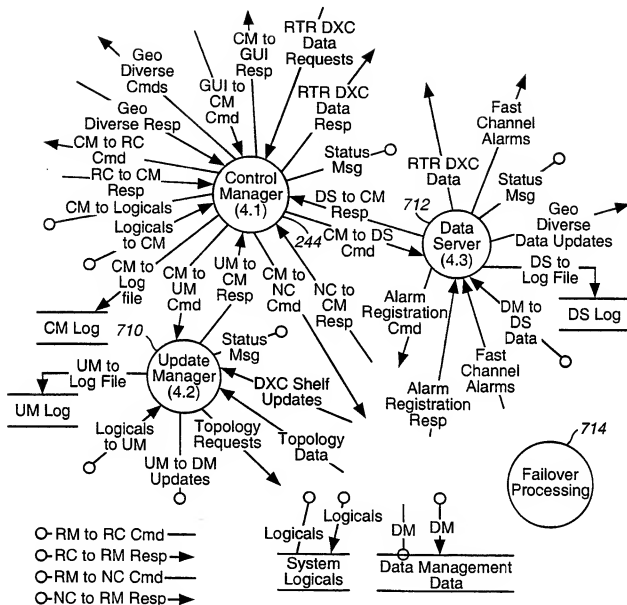 Geo
Diverse
Cmds
CM to
GUI
Resp
RTR DXC
Data
Requests
GUI to
CM
Cmd
RTR DXC
Data
Resp
Geo
Diverse Resp
CM to RC
Cmd
RC to CM
Resp
CM to Logicals
Logicals
to CM
CM to
Log
file
CM Log
Control
Manager
(4.1)
244
Status
Msg
DS to CM
Resp
CM to DS
Cmd
CM to
UM
Cmd
UM to
CM
Resp
CM to
NC
Cmd
NC to
CM
Resp
RTR DXC
Data
Fast
Channel
Alarms
Status
Msg
712
Data
Server
(4.3)
Geo
Diverse
Data Updates
DS to
Log File
DS Log
DM to
DS
Data
Alarm
Registration
Cmd
Alarm
Registration
Resp
Fast
Channel
Alarms
710
Update
Manager
(4.2)
Status
Msg
UM to
Log File
UM Log
DXC Shelf
Updates
Logicals
to UM
UM to DM
Updates
Topology
Requests
Topology
Data
714
Failover
Processing
RM to RC Cmd
RC to RM Resp
RM to NC Cmd
NC to RM Resp
Logicals
Logicals
System
Logicals
DM
DM
Data Management
Data